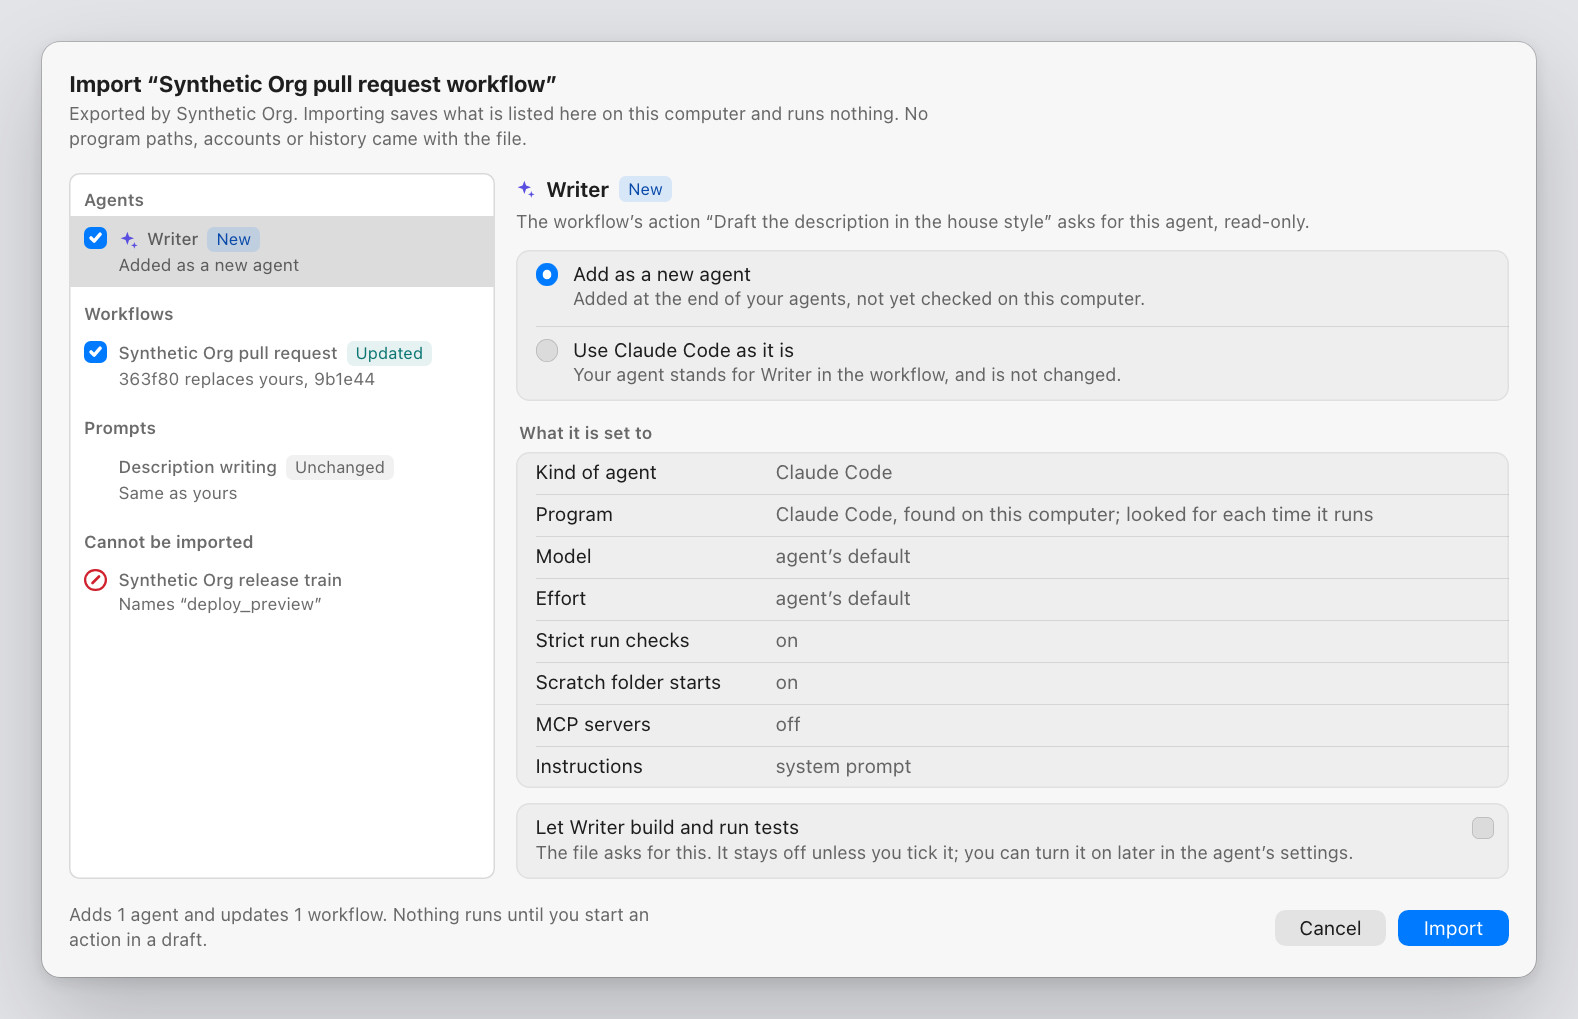 Import “Synthetic Org pull request workflow”
Exported by Synthetic Org. Importing saves what is listed here on this computer and runs nothing. No
program paths, accounts or history came with the file.
Agents
Writer New
Added as a new agent
Workflows
Synthetic Org pull request Updated
363f80 replaces yours, 9b1e44
Prompts
Description writing Unchanged
Same as yours
Cannot be imported
Synthetic Org release train
Names “deploy_preview”
Writer New
The workflow’s action “Draft the description in the house style” asks for this agent, read-only.
Add as a new agent
Added at the end of your agents, not yet checked on this computer.
Use Claude Code as it is
Your agent stands for Writer in the workflow, and is not changed.
What it is set to
Kind of agent Claude Code
Program Claude Code, found on this computer; looked for each time it runs
Model agent’s default
Effort agent’s default
Strict run checks on
Scratch folder starts on
MCP servers off
Instructions system prompt
Let Writer build and run tests
The file asks for this. It stays off unless you tick it; you can turn it on later in the agent’s settings.
Adds 1 agent and updates 1 workflow. Nothing runs until you start an
action in a draft.
Cancel Import